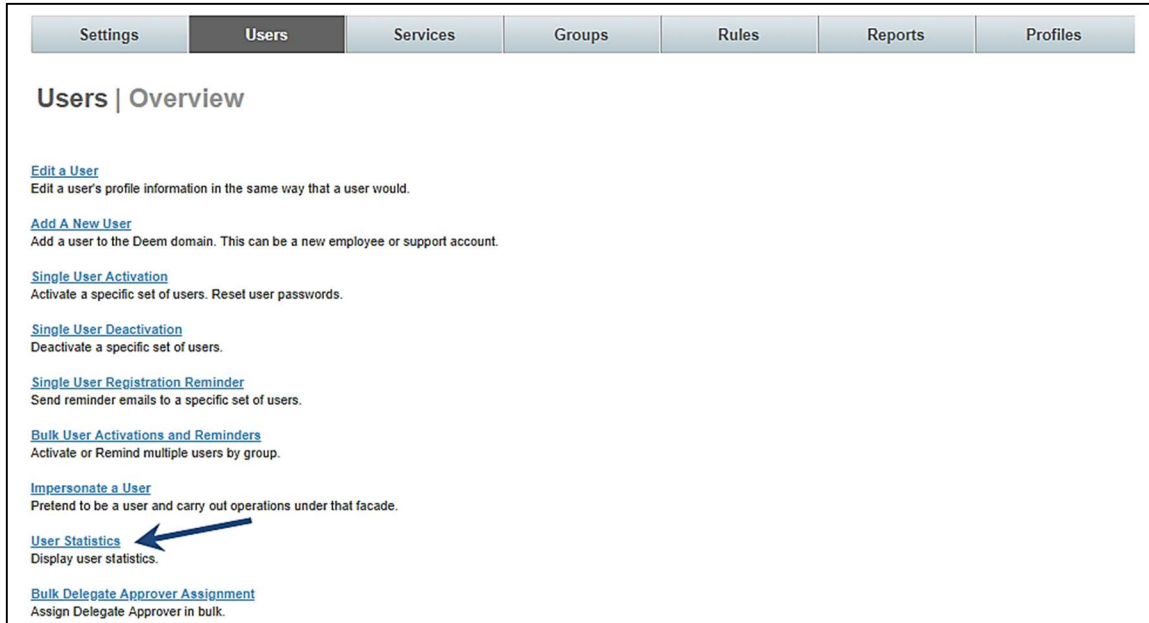 Settings Users Services Groups Rules Reports Profiles
Users | Overview
Edit a User
Edit a user's profile information in the same way that a user would.
Add A New User
Add a user to the Deem domain. This can be a new employee or support account.
Single User Activation
Activate a specific set of users. Reset user passwords.
Single User Deactivation
Deactivate a specific set of users.
Single User Registration Reminder
Send reminder emails to a specific set of users.
Bulk User Activations and Reminders
Activate or Remind multiple users by group.
Impersonate a User
Pretend to be a user and carry out operations under that facade.
User Statistics
Display user statistics.
Bulk Delegate Approver Assignment
Assign Delegate Approver in bulk.